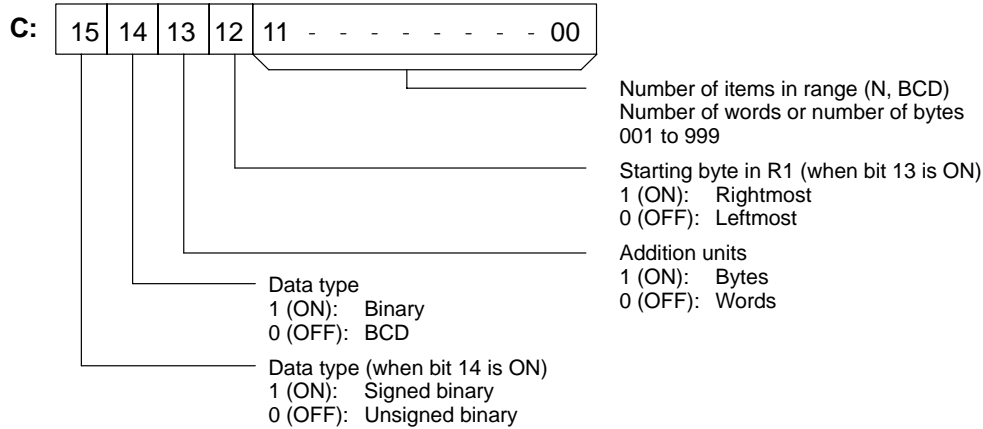 C: 15 14 13 12 11 - - - - - - - - 00
Number of items in range (N, BCD)
Number of words or number of bytes
001 to 999
Starting byte in R1 (when bit 13 is ON)
1 (ON): Rightmost
0 (OFF): Leftmost
Addition units
1 (ON): Bytes
0 (OFF): Words
Data type
1 (ON): Binary
0 (OFF): BCD
Data type (when bit 14 is ON)
1 (ON): Signed binary
0 (OFF): Unsigned binary